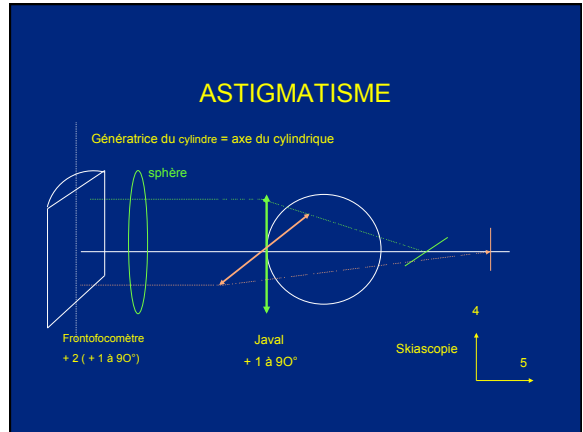 ASTIGMATISME
Génératrice du cylindre = axe du cylindrique
sphère
Frontofocomètre
+ 2 ( + 1 à 9O°)
Javal
+ 1 à 9O°
Skiascopie
4
5